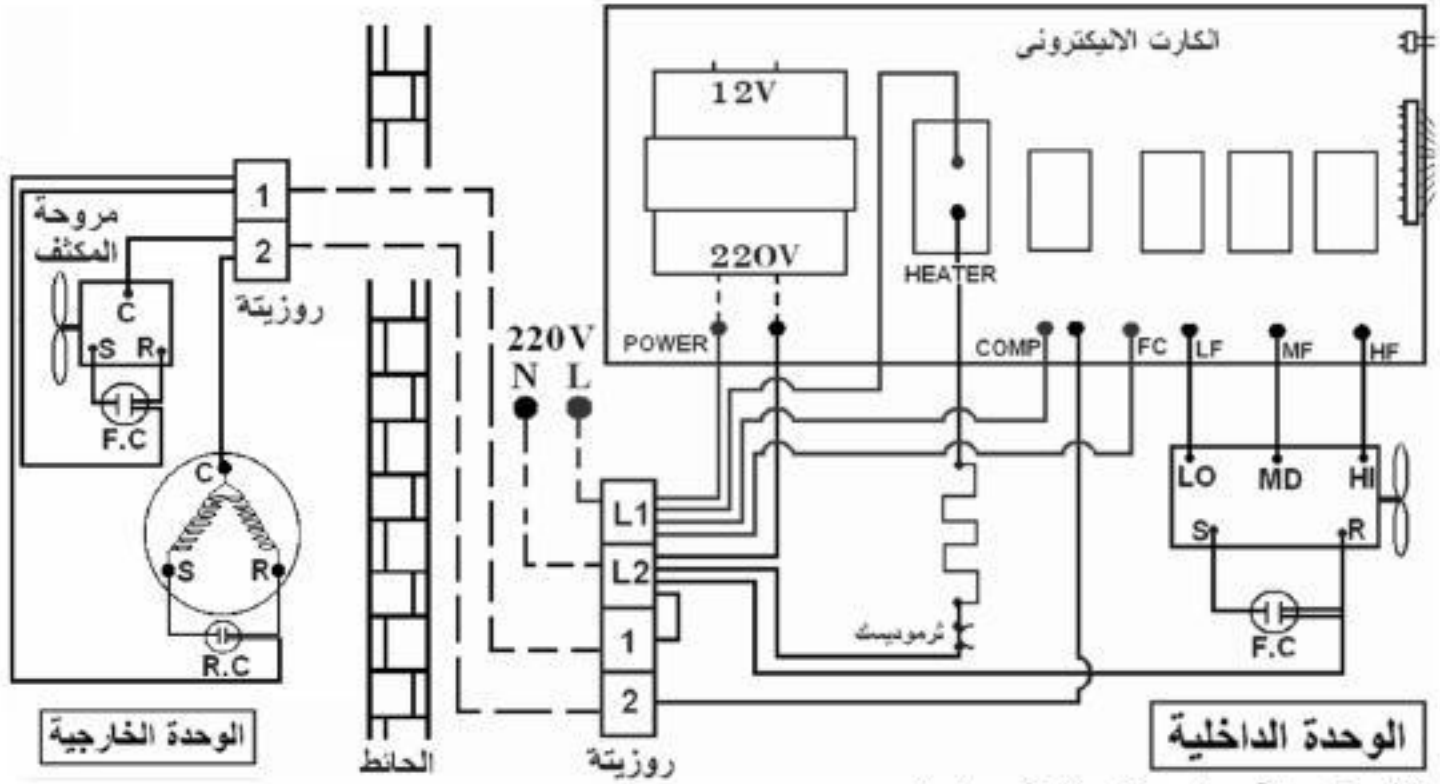 الكارت الاليكترونى
12V
220V
HEATER
POWER
COMP
FC
LF
MF
HF
220V
N L
L1
L2
1
2
روزيتة
ثرموديسك
LO MD HI
S R
F.C
الوحدة الداخلية
الحائط
1
2
روزيتة
مروحة
المكثف
C
S R
F.C
C
S R
R.C
الوحدة الخارجية